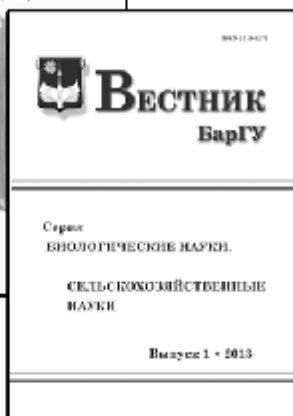 ВЕСТНИК
БарГУ
Серия
БИОЛОГИЧЕСКИЕ НАУКИ.
СЕЛЬСКОХОЗЯЙСТВЕННЫЕ
НАУКИ
Выпуск 1 • 2013